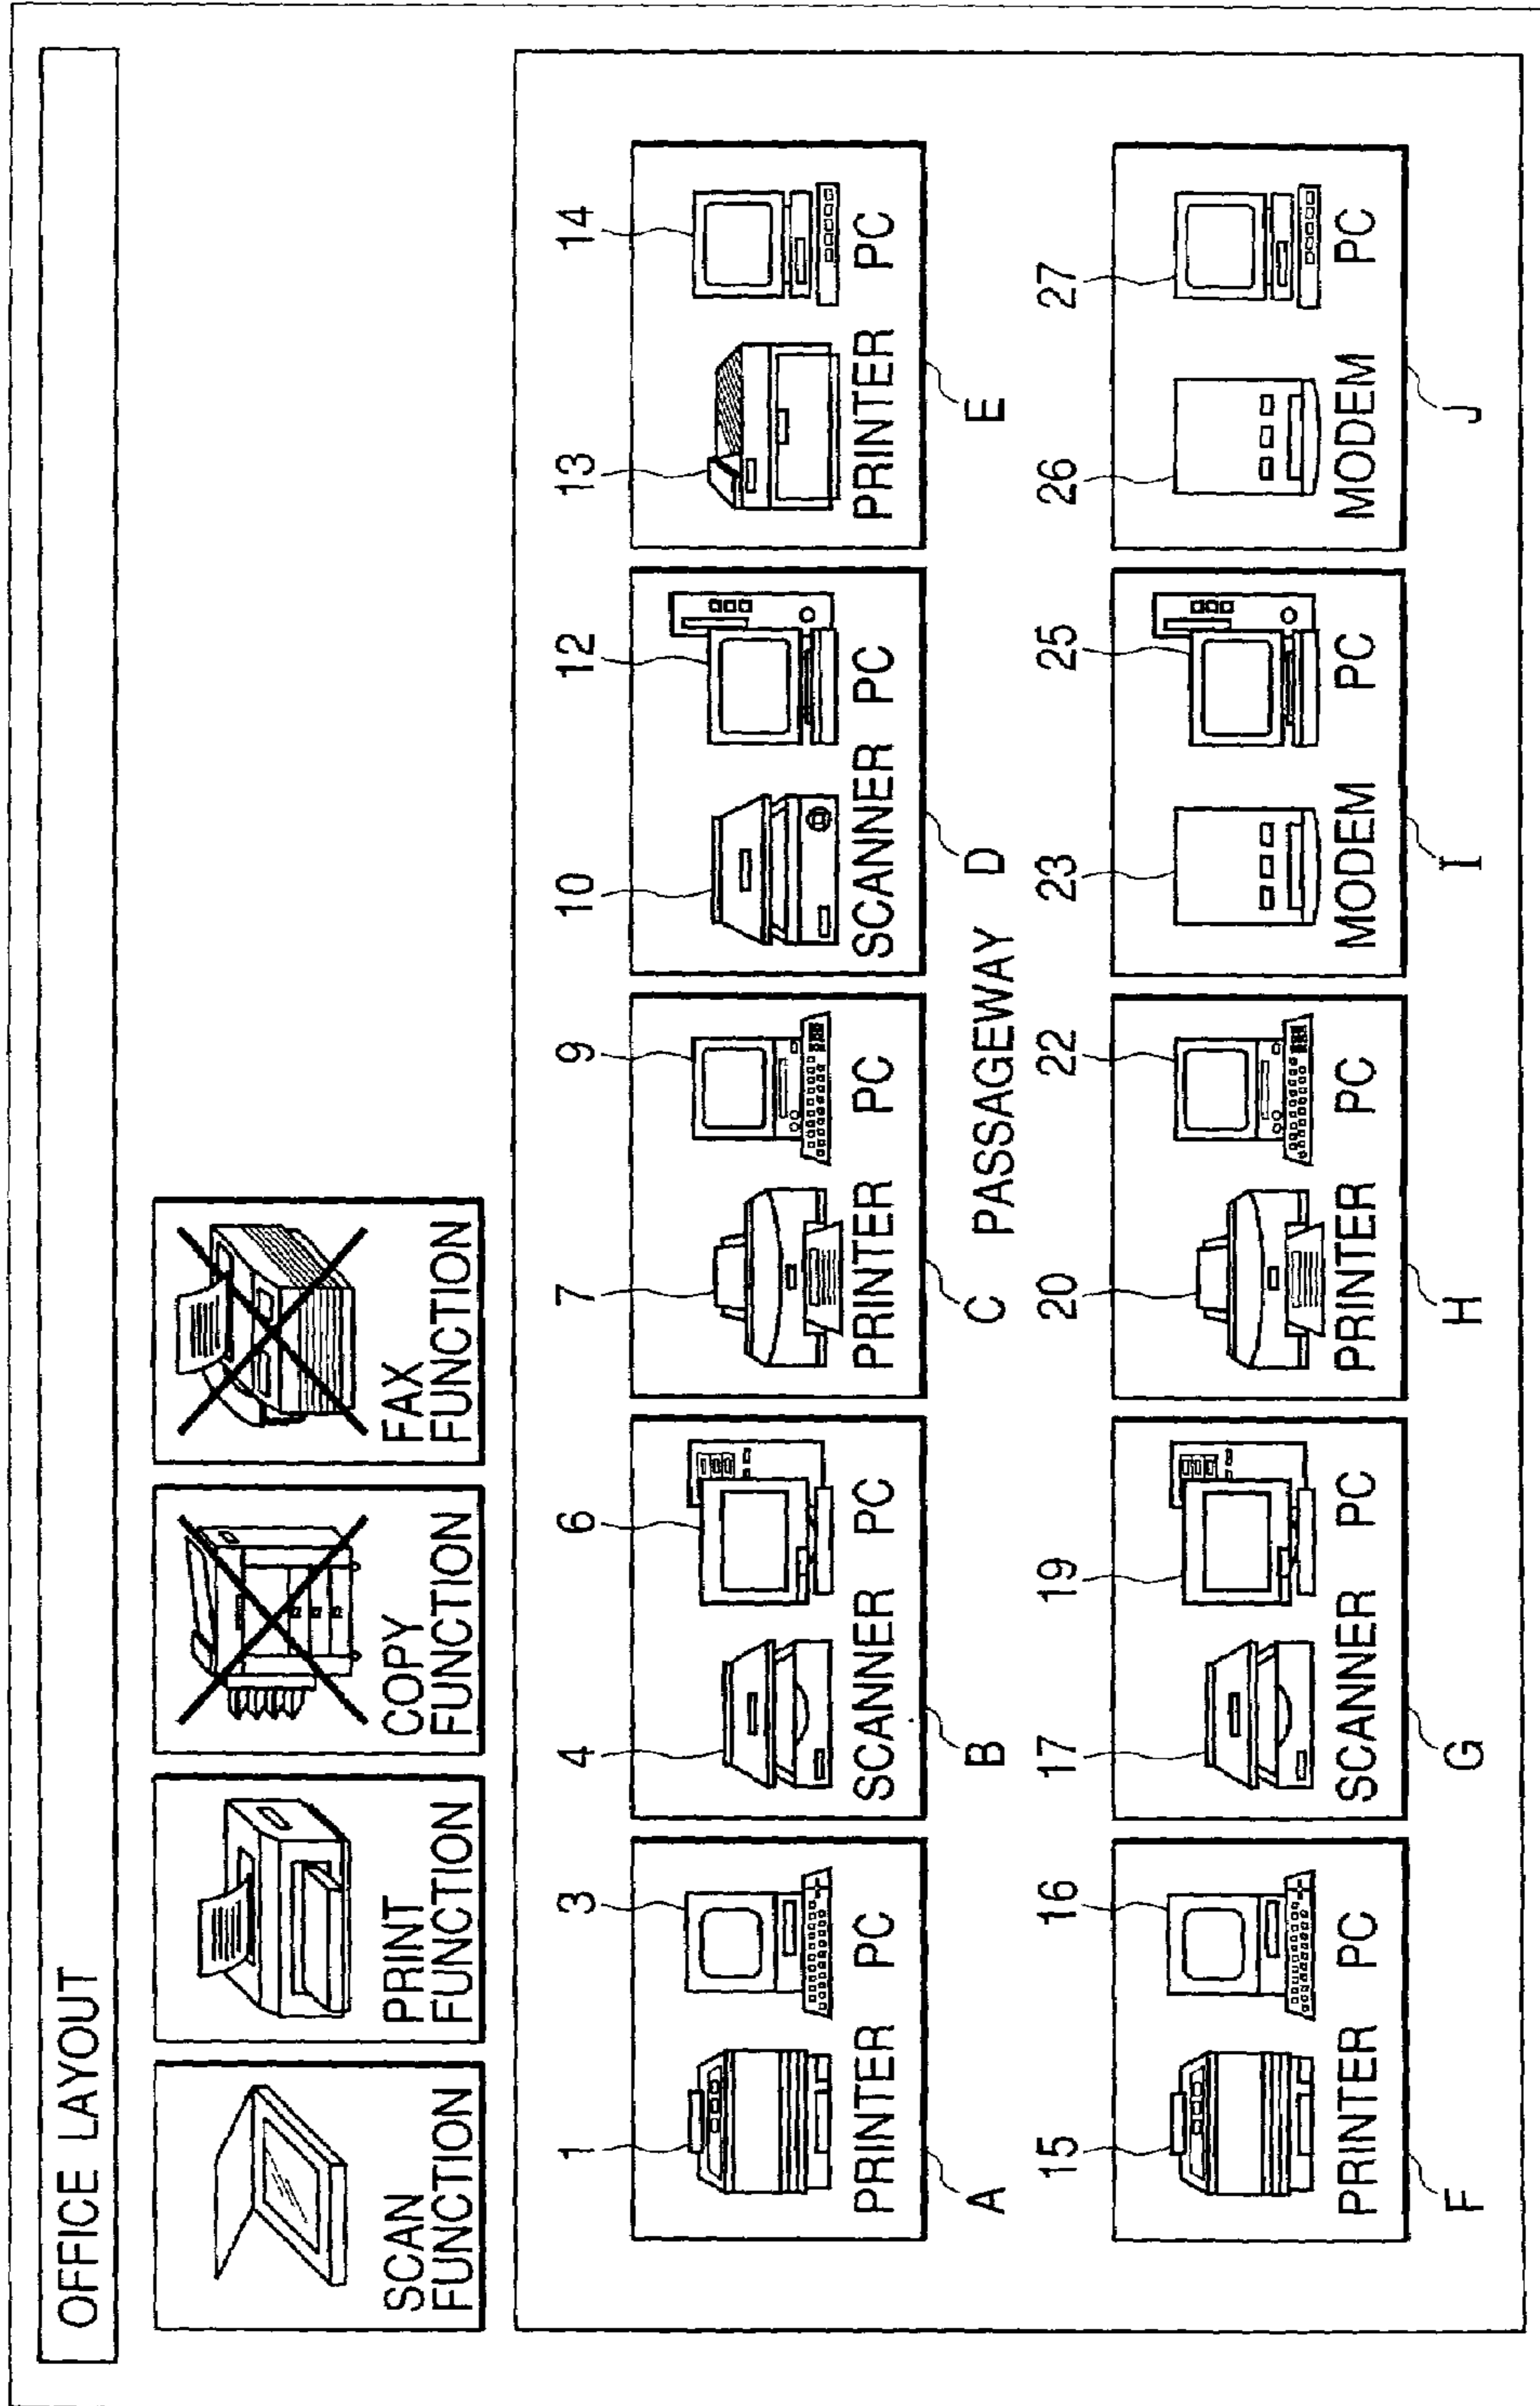 OFFICE LAYOUT
SCAN
FUNCTION
PRINT
FUNCTION
COPY
FUNCTION
FAX
FUNCTION
1 3 4 6 7 9 10 12 13 14
PRINTER PC SCANNER PC PRINTER PC SCANNER PC PRINTER PC
A B C D E
PASSAGEWAY
15 16 17 19 20 22 23 25 26 27
PRINTER PC SCANNER PC PRINTER PC MODEM PC MODEM PC
F G H I J